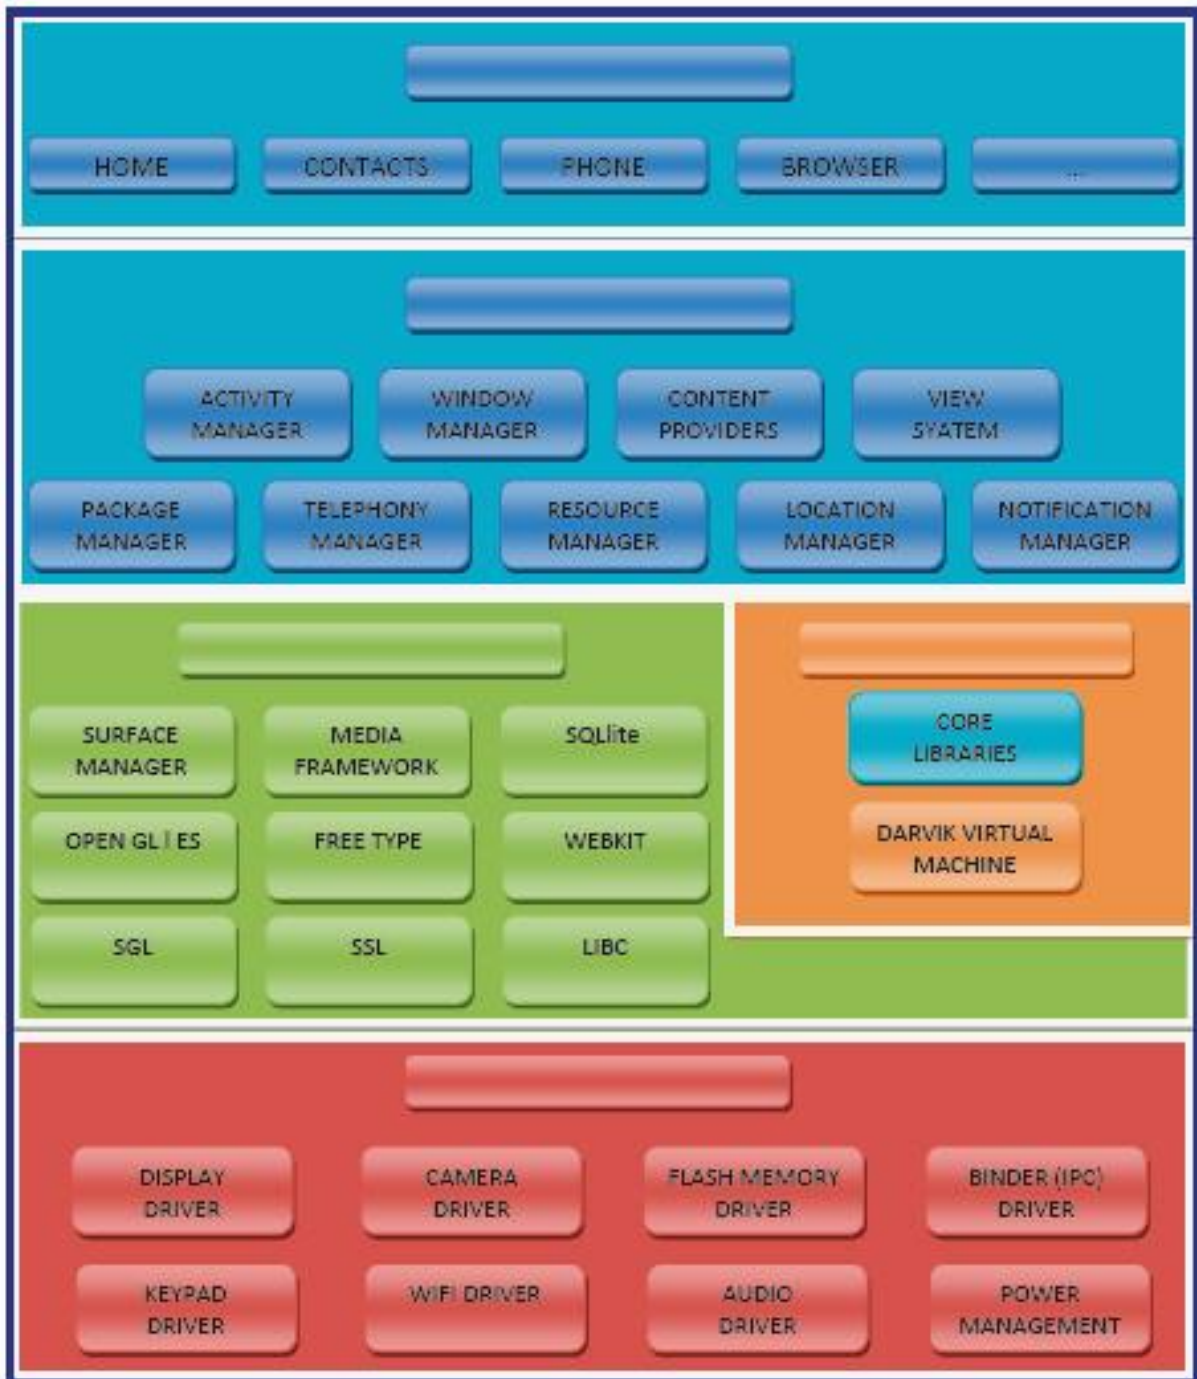 HOME
CONTACTS
PHONE
BROWSER
...
ACTIVITY
MANAGER
WINDOW
MANAGER
CONTENT
PROVIDERS
VIEW
SYATEM
PACKAGE
MANAGER
TELEPHONY
MANAGER
RESOURCE
MANAGER
LOCATION
MANAGER
NOTIFICATION
MANAGER
SURFACE
MANAGER
MEDIA
FRAMEWORK
SQLlite
CORE
LIBRARIES
OPEN GL | ES
FREE TYPE
WEBKIT
DARVIK VIRTUAL
MACHINE
SGL
SSL
LIBC
DISPLAY
DRIVER
CAMERA
DRIVER
FLASH MEMORY
DRIVER
BINDER (IPC)
DRIVER
KEYPAD
DRIVER
WIFI DRIVER
AUDIO
DRIVER
POWER
MANAGEMENT